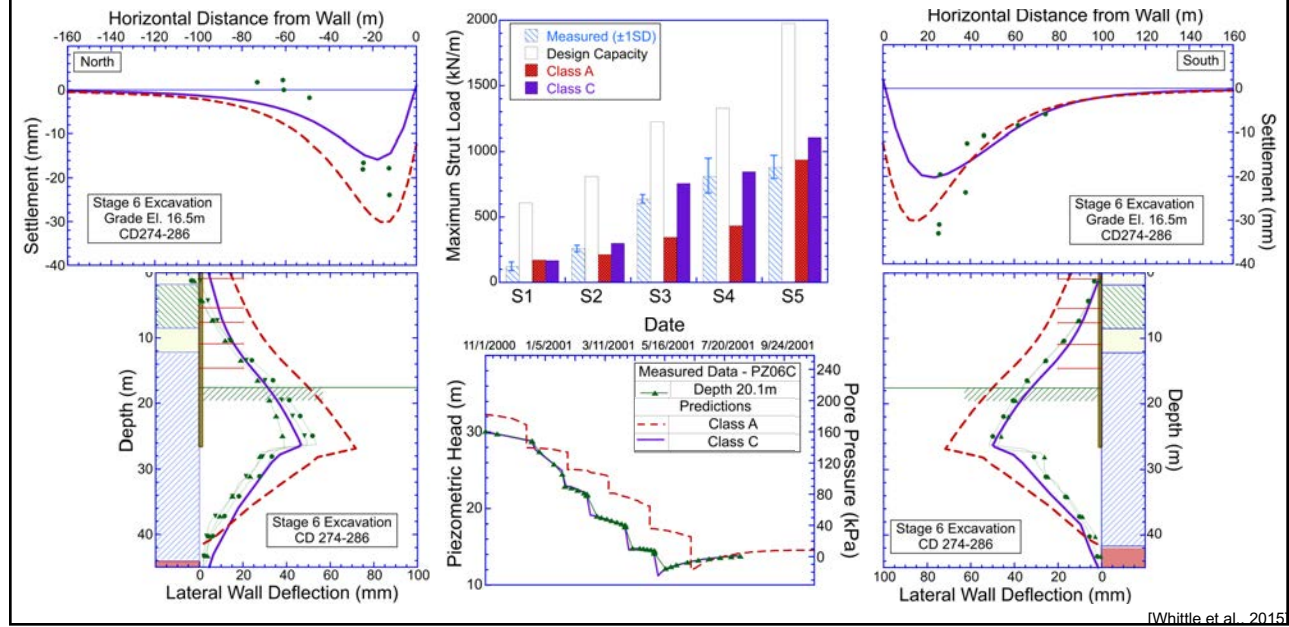 Horizontal Distance from Wall (m)
-160 -140 -120 -100 -80 -60 -40 -20 0
North
Settlement (mm)
0
-10
-20
-30
-40
Stage 6 Excavation
Grade El. 16.5m
CD274-286
Maximum Strut Load (kN/m)
2000
1500
1000
500
0
Measured (±1SD)
Design Capacity
Class A
Class C
S1 S2 S3 S4 S5
Horizontal Distance from Wall (m)
0 20 40 60 80 100 120 140 160
South
Settlement (mm)
0
-10
-20
-30
-40
Stage 6 Excavation
Grade El. 16.5m
CD274-286
Depth (m)
0
10
20
30
40
Stage 6 Excavation
CD 274-286
0 20 40 60 80 100
Lateral Wall Deflection (mm)
Date
11/1/2000 1/5/2001 3/11/2001 5/16/2001 7/20/2001 9/24/2001
Piezometric Head (m)
40
30
20
10
Measured Data - PZ06C
Depth 20.1m
Predictions
Class A
Class C
240
200
160
120
80
40
0
Pore Pressure (kPa)
0
10
20
30
40
Depth (m)
Stage 6 Excavation
CD 274-286
100 80 60 40 20 0
Lateral Wall Deflection (mm)
[Whittle et al., 2015]